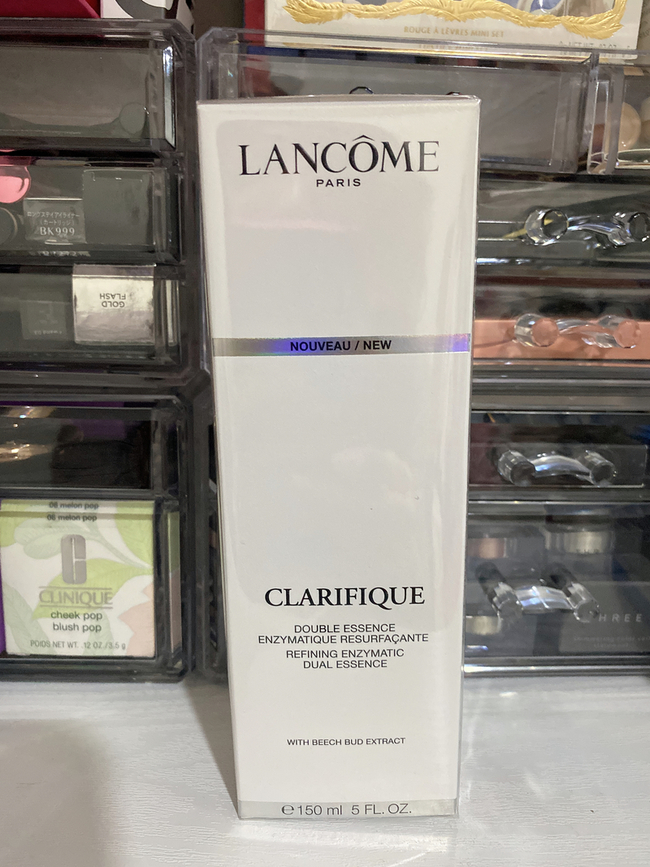 ROUGE À LÈVRES MINI SET
LANCÔME
PARIS
NOUVEAU / NEW
CLARIFIQUE
DOUBLE ESSENCE
ENZYMATIQUE RESURFAÇANTE
REFINING ENZYMATIC
DUAL ESSENCE
WITH BEECH BUD EXTRACT
℮ 150 ml 5 FL. OZ.
BK999
GOLD
FLASH
06 melon pop
06 melon pop
CLINIQUE
cheek pop
blush pop
POIDS NET WT. .12 OZ./3.5 g
HREE